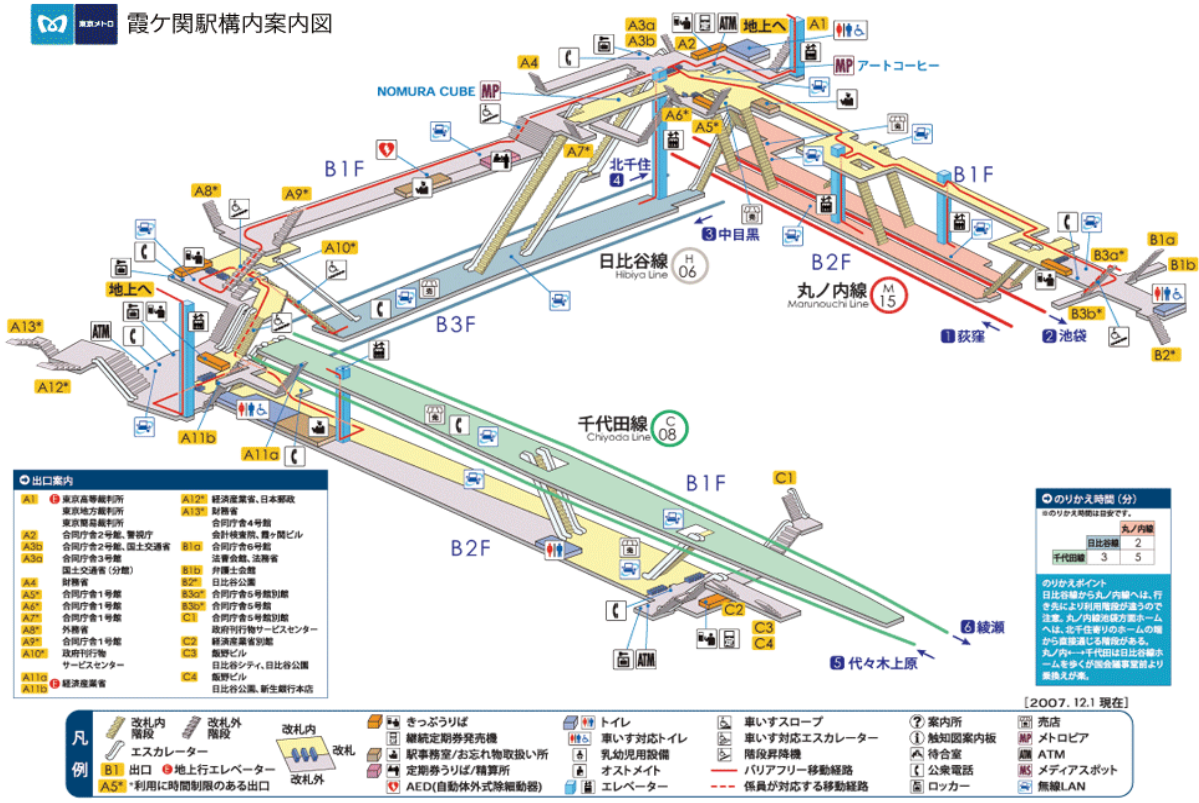 東京メトロ
霞ケ関駅構内案内図
A3a
A3b
A2
ATM
地上へ
A1
A4
MP アートコーヒー
NOMURA CUBE MP
A6*
A5*
A7*
B1F
北千住
4
B1F
A8*
A9*
3 中目黒
A10*
日比谷線
Hibiya Line
H
06
B2F
丸ノ内線
Marunouchi Line
M
15
B3a*
B1a
B1b
地上へ
B3F
B3b*
B2*
1 荻窪
2 池袋
A13*
ATM
A12*
A11b
A11a
千代田線
Chiyoda Line
C
08
B1F
C1
B2F
C2
C3
C4
ATM
6 綾瀬
5 代々木上原
出口案内
A1 東京高等裁判所
東京地方裁判所
東京簡易裁判所
A2 合同庁舎2号館、警視庁
A3b 合同庁舎2号館、国土交通省
A3a 合同庁舎3号館
国土交通省(分館)
A4 財務省
A5* 合同庁舎1号館
A6* 合同庁舎1号館
A7* 合同庁舎1号館
A8* 外務省
A9* 合同庁舎1号館
A10* 政府刊行物
サービスセンター
A11a
A11b 経済産業省
A12* 経済産業省、日本郵政
A13* 財務省
合同庁舎4号館
会計検査院、霞ヶ関ビル
B1a 合同庁舎6号館
法曹会館、法務省
B1b 弁護士会館
B2* 日比谷公園
B3a* 合同庁舎5号館別館
B3b* 合同庁舎5号館
C1 合同庁舎5号館別館
政府刊行物サービスセンター
C2 経済産業省別館
C3 飯野ビル
日比谷シティ、日比谷公園
C4 飯野ビル
日比谷公園、新生銀行本店
のりかえ時間(分)
※のりかえ時間は目安です。
丸ノ内線
日比谷線 2
千代田線 3 5
のりかえポイント
日比谷線から丸ノ内線へは、行
き先により利用階段が違うので
注意。丸ノ内線池袋方面ホーム
へは、北千住寄りのホームの端
から直接通じる階段がある。
丸ノ内←→千代田は日比谷線ホ
ームを歩くが国会議事堂前より
乗換えが楽。
[2007.12.1 現在]
凡例
改札内
階段
改札外
階段
エスカレーター
B1 出口
地上行エレベーター
A5* *利用に時間制限のある出口
改札内
改札
改札外
きっぷうりば
継続定期券発売機
駅事務室/お忘れ物取扱い所
定期券うりば/精算所
AED(自動体外式除細動器)
トイレ
車いす対応トイレ
乳幼児用設備
オストメイト
エレベーター
車いすスロープ
車いす対応エスカレーター
階段昇降機
バリアフリー移動経路
係員が対応する移動経路
案内所
触知図案内板
待合室
公衆電話
ロッカー
売店
MP メトロピア
ATM ATM
MS メディアスポット
無線LAN